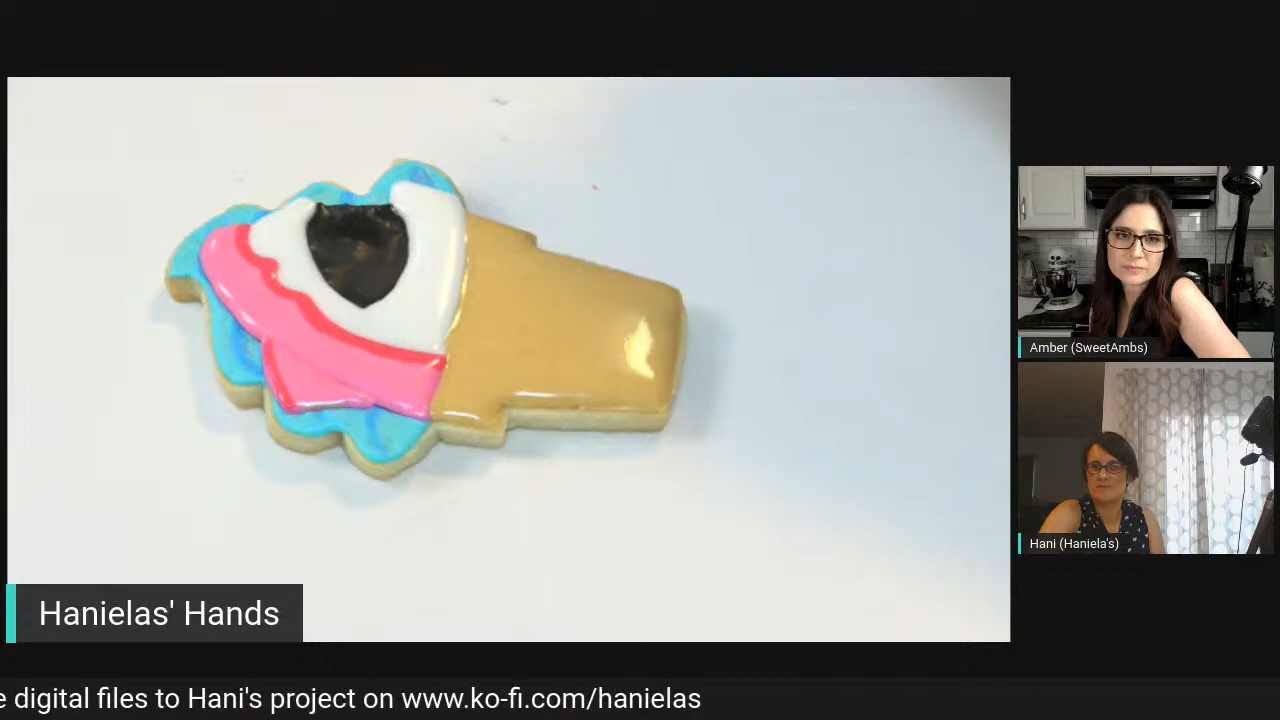 Amber (SweetAmbs)
Hani (Haniela's)
Hanielas' Hands
e digital files to Hani's project on www.ko-fi.com/hanielas